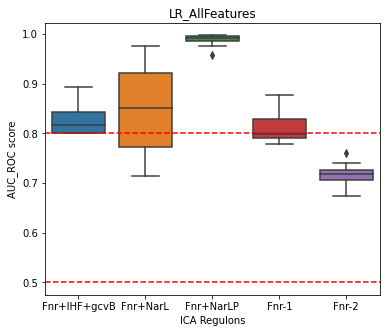 LR_AllFeatures
AUC_ROC score
1.0
0.9
0.8
0.7
0.6
0.5
Fnr+IHF+gcvB Fnr+NarL Fnr+NarLP Fnr-1 Fnr-2
ICA Regulons